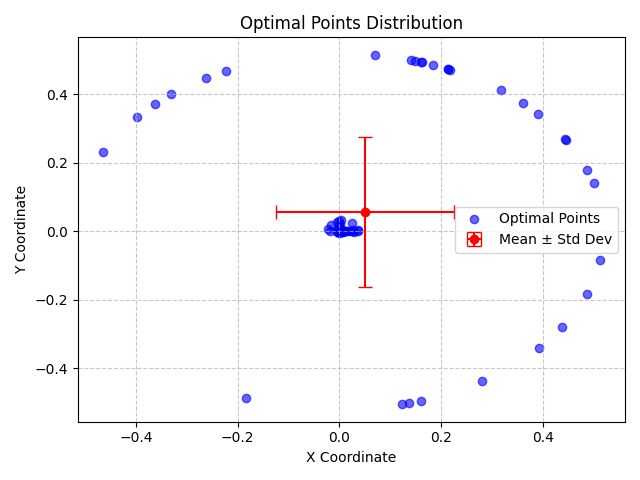 Optimal Points Distribution
Y Coordinate
0.4
0.2
0.0
−0.2
−0.4
Optimal Points
Mean ± Std Dev
−0.4
−0.2
0.0
0.2
0.4
X Coordinate